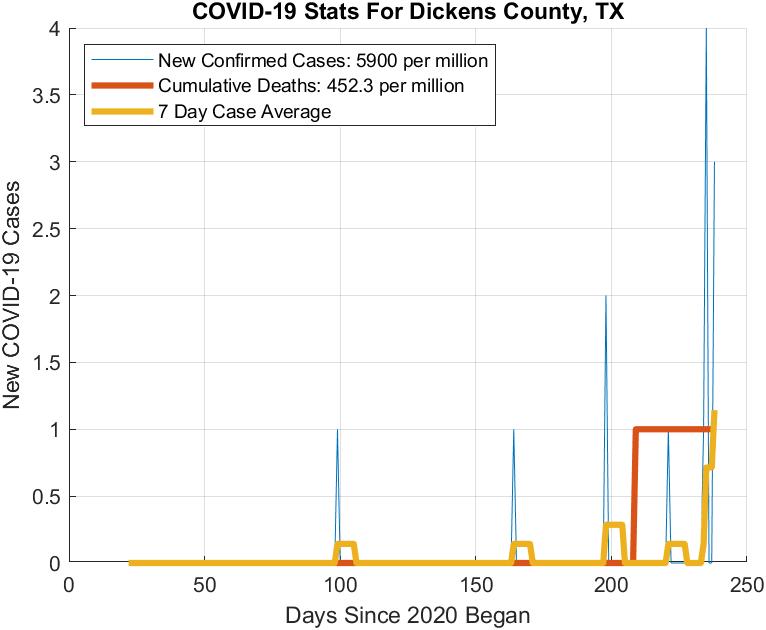 COVID-19 Stats For Dickens County, TX
New Confirmed Cases: 5900 per million
Cumulative Deaths: 452.3 per million
7 Day Case Average
New COVID-19 Cases
4
3.5
3
2.5
2
1.5
1
0.5
0
0 50 100 150 200 250
Days Since 2020 Began